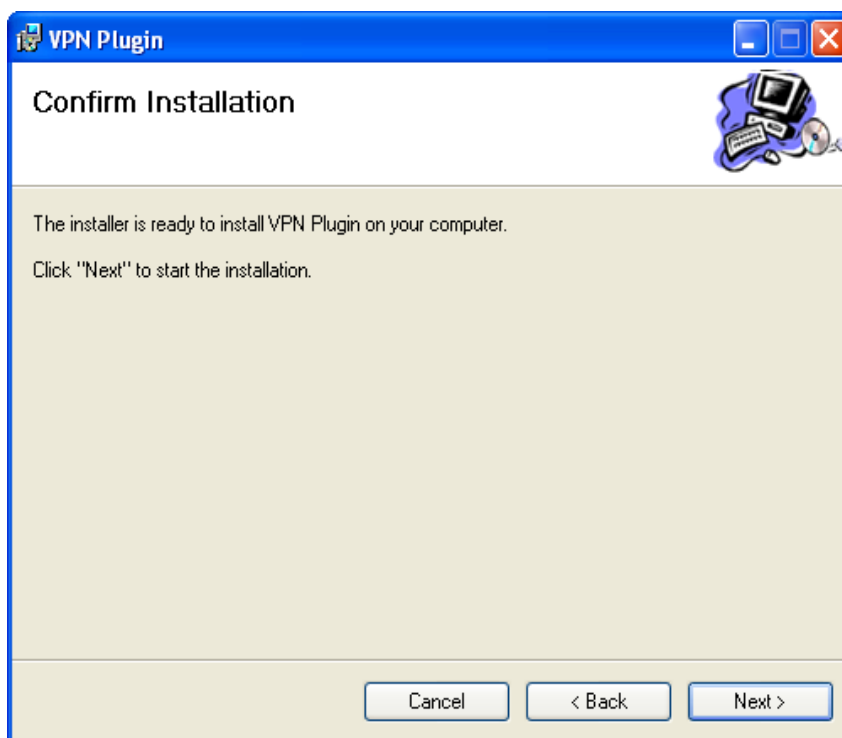 VPN Plugin
Confirm Installation
The installer is ready to install VPN Plugin on your computer.
Click "Next" to start the installation.
Cancel
< Back
Next >